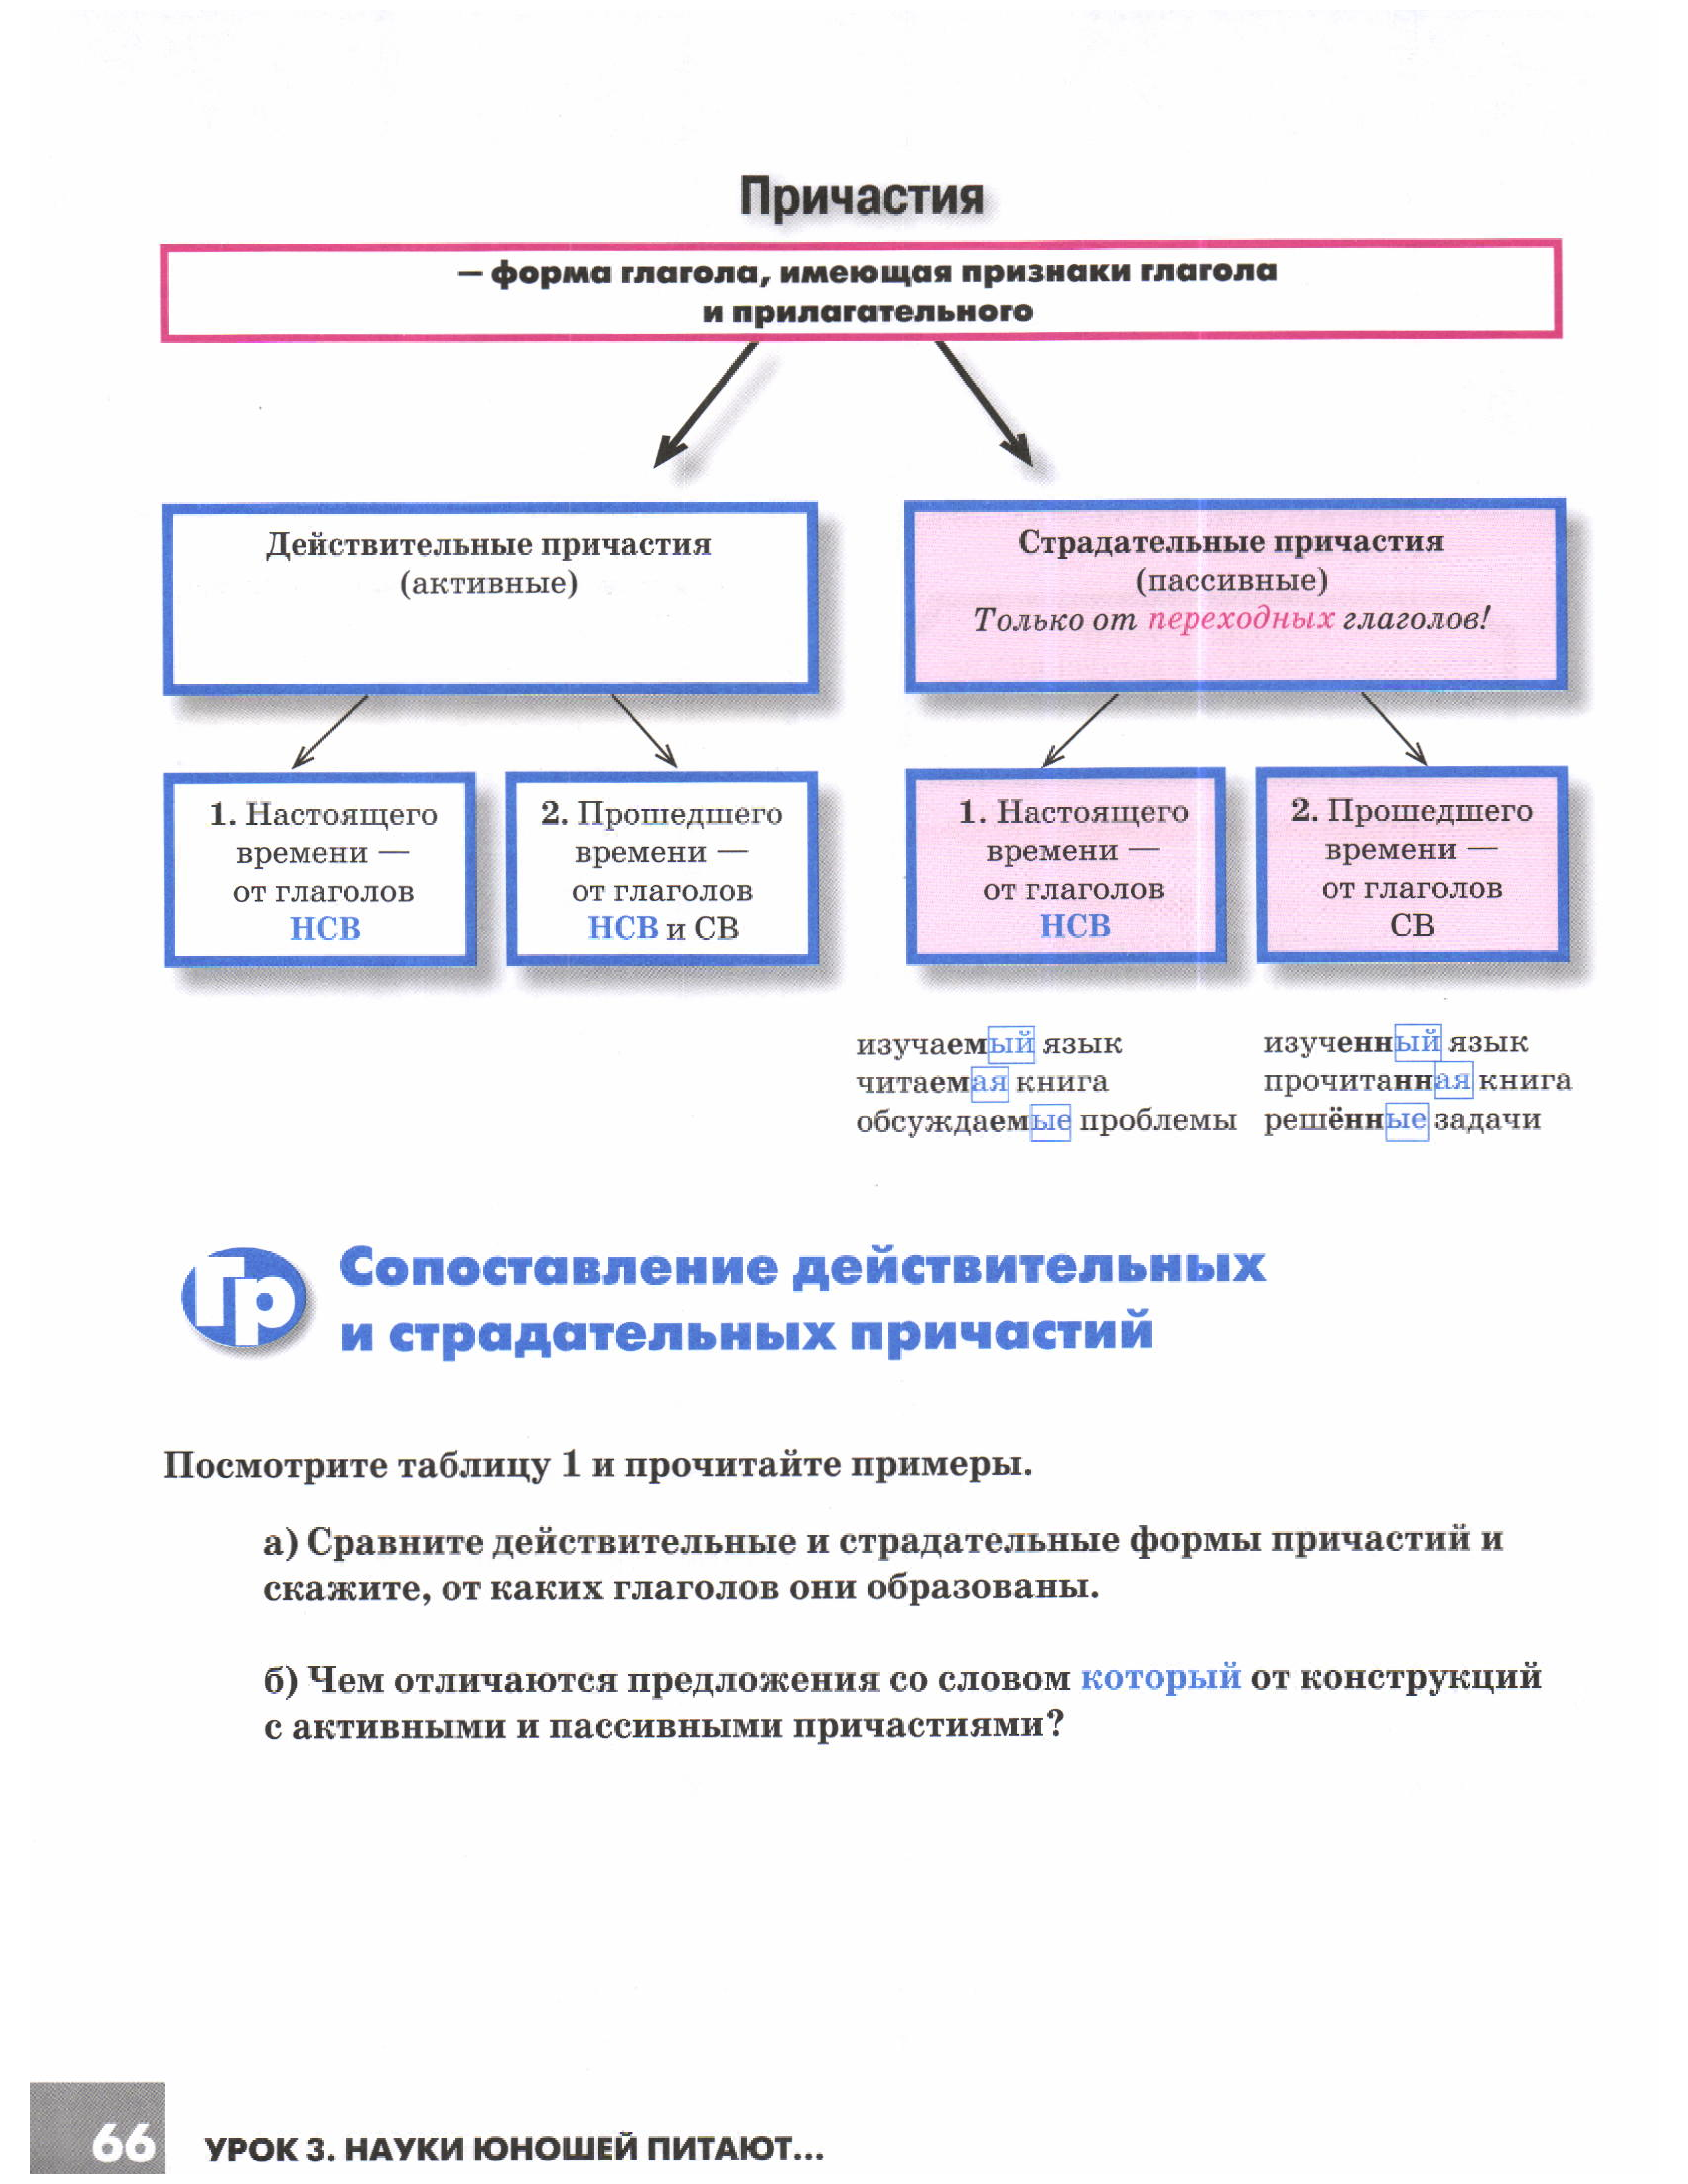 Причастия
— форма глагола, имеющая признаки глагола
и прилагательного
Действительные причастия
(активные)
Страдательные причастия
(пассивные)
Только от переходных глаголов!
1. Настоящего
времени —
от глаголов
НСВ
2. Прошедшего
времени —
от глаголов
НСВ и СВ
1. Настоящего
времени —
от глаголов
НСВ
2. Прошедшего
времени —
от глаголов
СВ
изучаемый язык
читаемая книга
обсуждаемые проблемы
изученный язык
прочитанная книга
решённые задачи
Гр
Сопоставление действительных
и страдательных причастий
Посмотрите таблицу 1 и прочитайте примеры.
а) Сравните действительные и страдательные формы причастий и
скажите, от каких глаголов они образованы.
б) Чем отличаются предложения со словом который от конструкций
с активными и пассивными причастиями?
66
УРОК 3. НАУКИ ЮНОШЕЙ ПИТАЮТ...